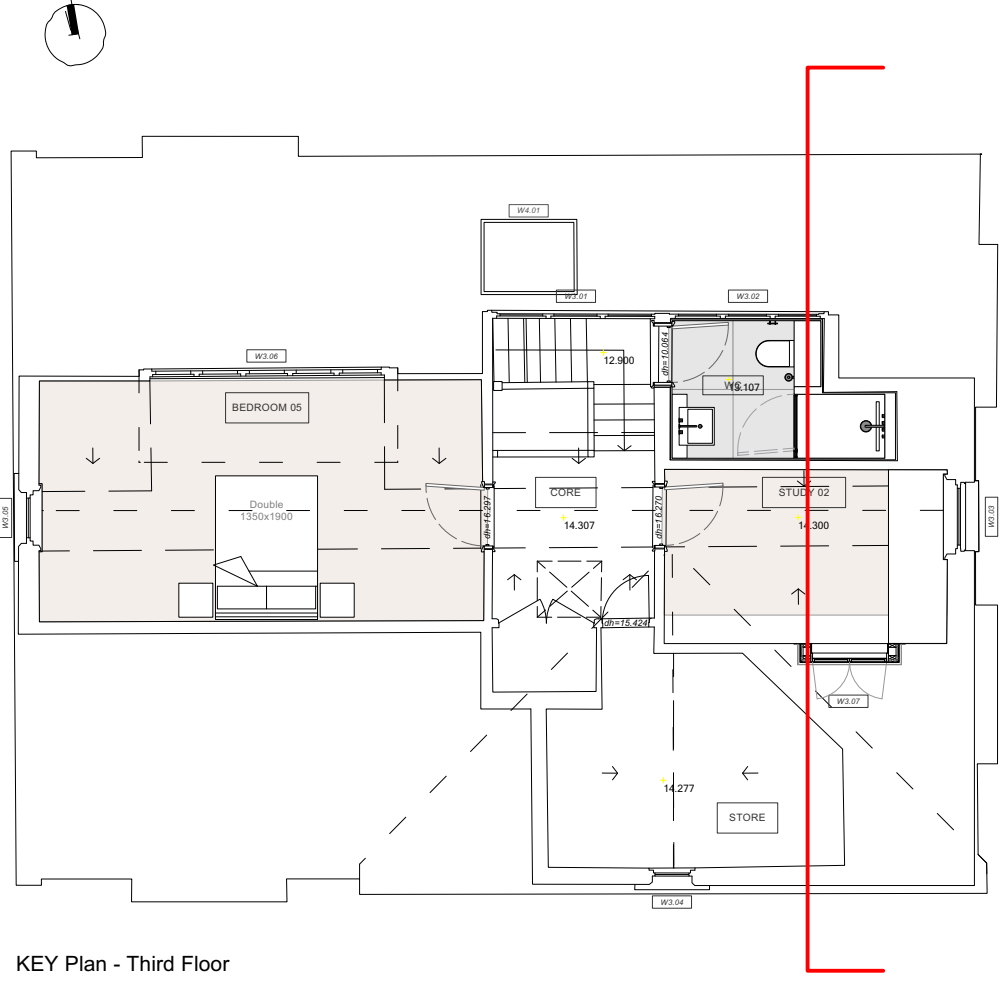 W4.01
W3.01
W3.02
W3.06
dh=10.064
12.900
BEDROOM 05
13.107
Double
1350x1900
CORE
STUDY 02
W3.05
dh=16.297
14.307
dh=16.270
14.300
W3.03
dh=15.424
W3.07
14.277
STORE
W3.04
KEY Plan - Third Floor